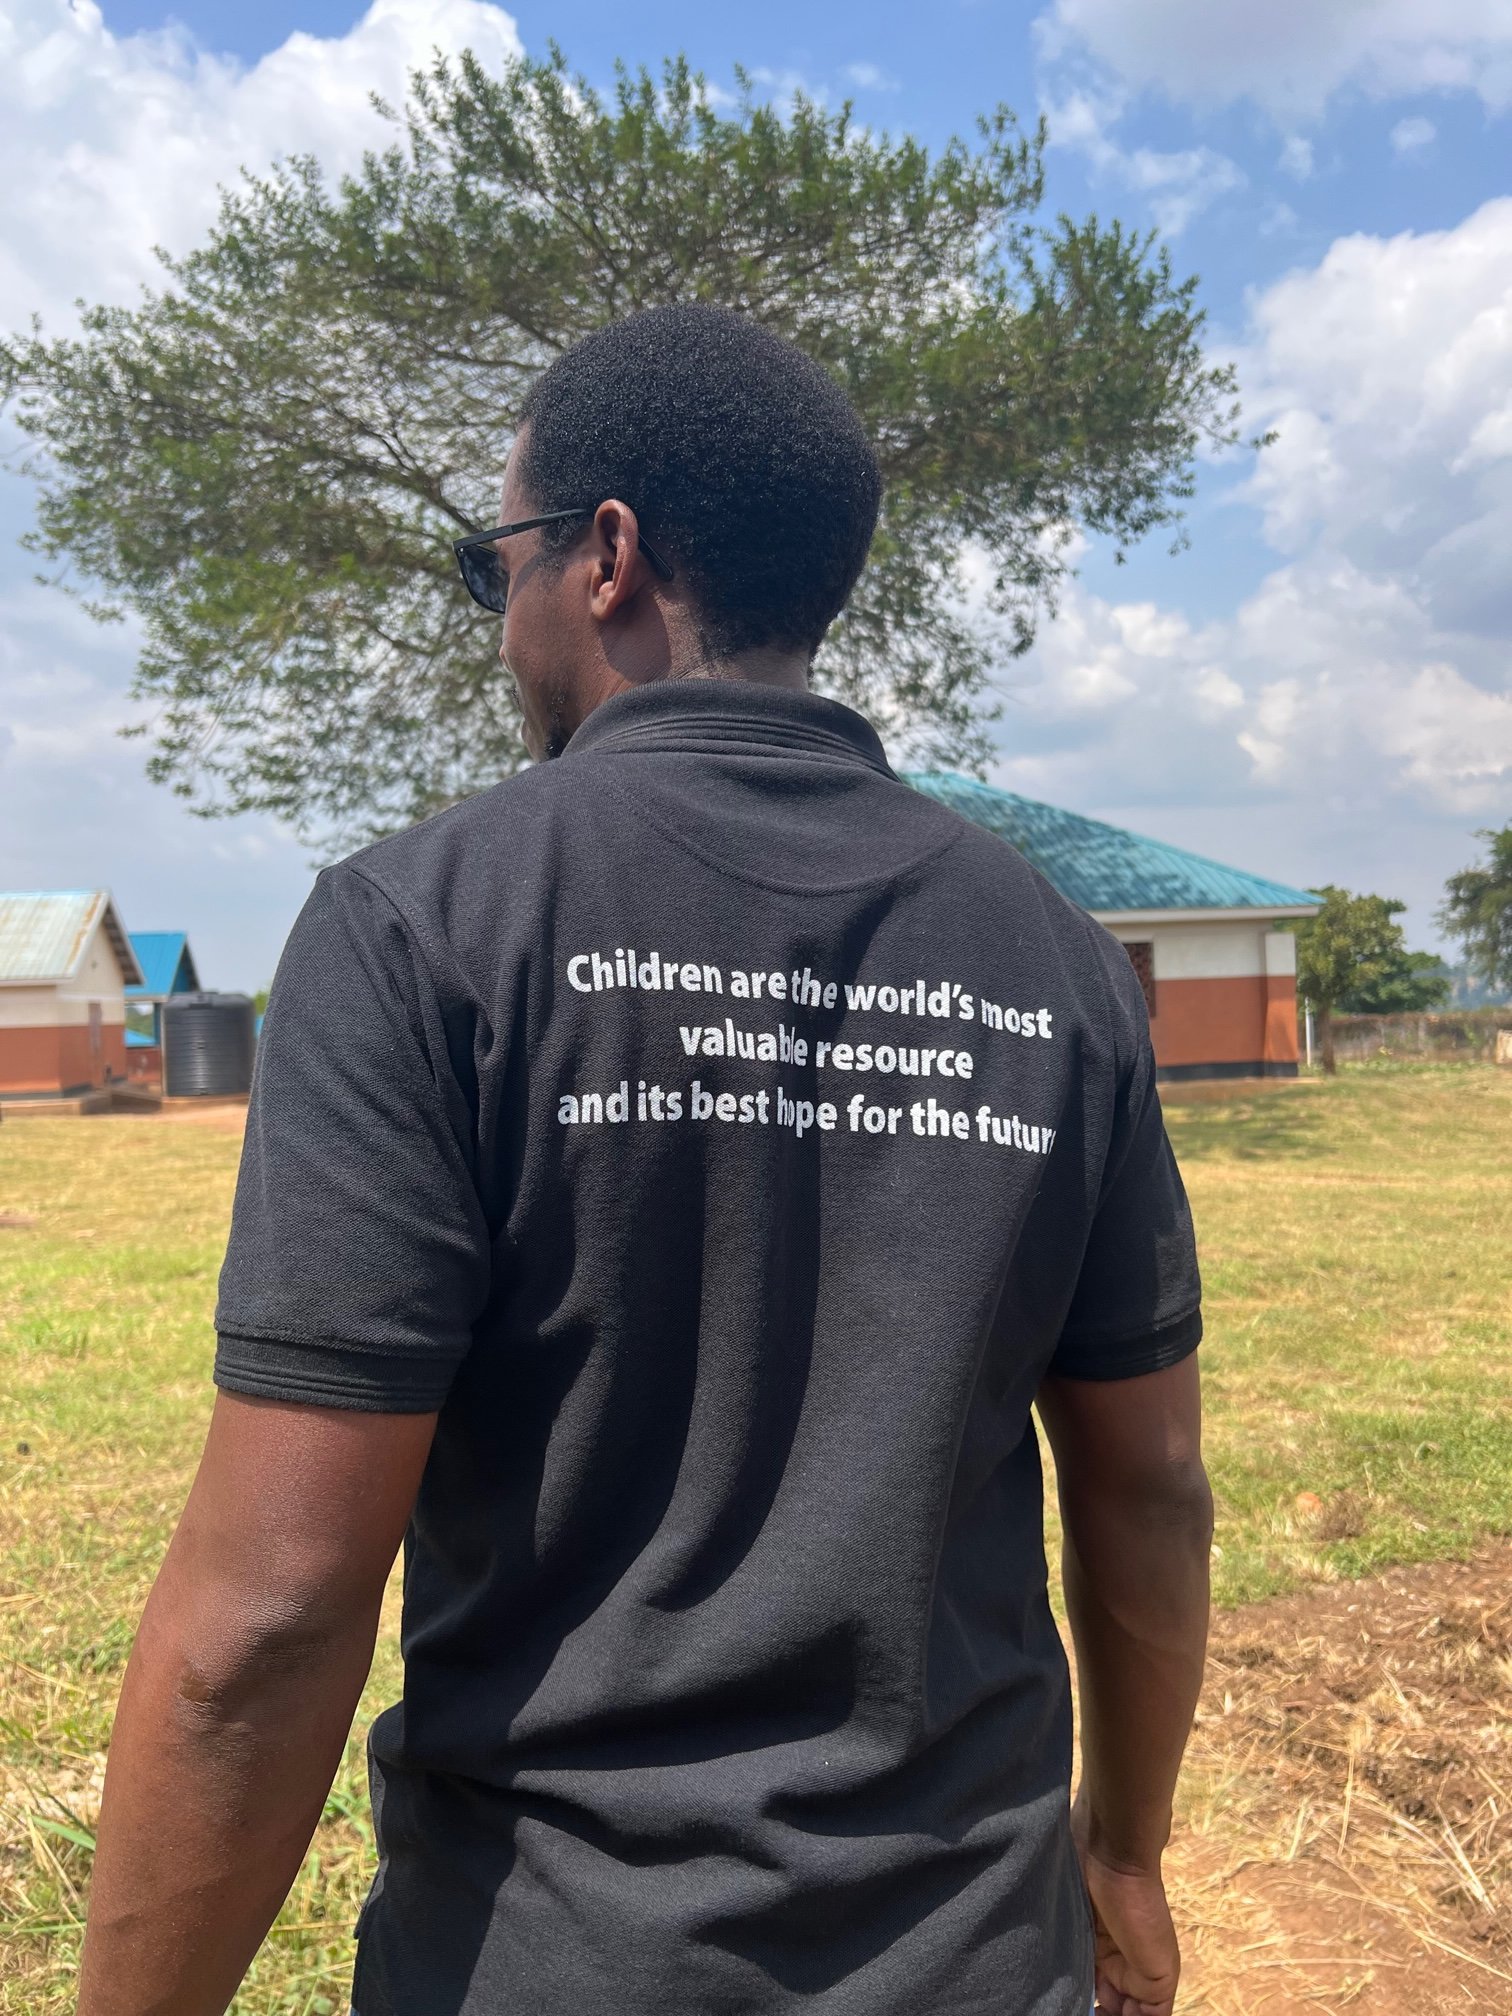 Children are the world's most
valuable resource
and its best hope for the futur